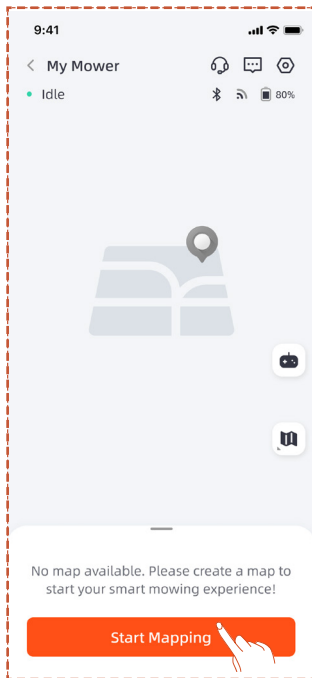 9:41
My Mower
Idle
80%
No map available. Please create a map to
start your smart mowing experience!
Start Mapping